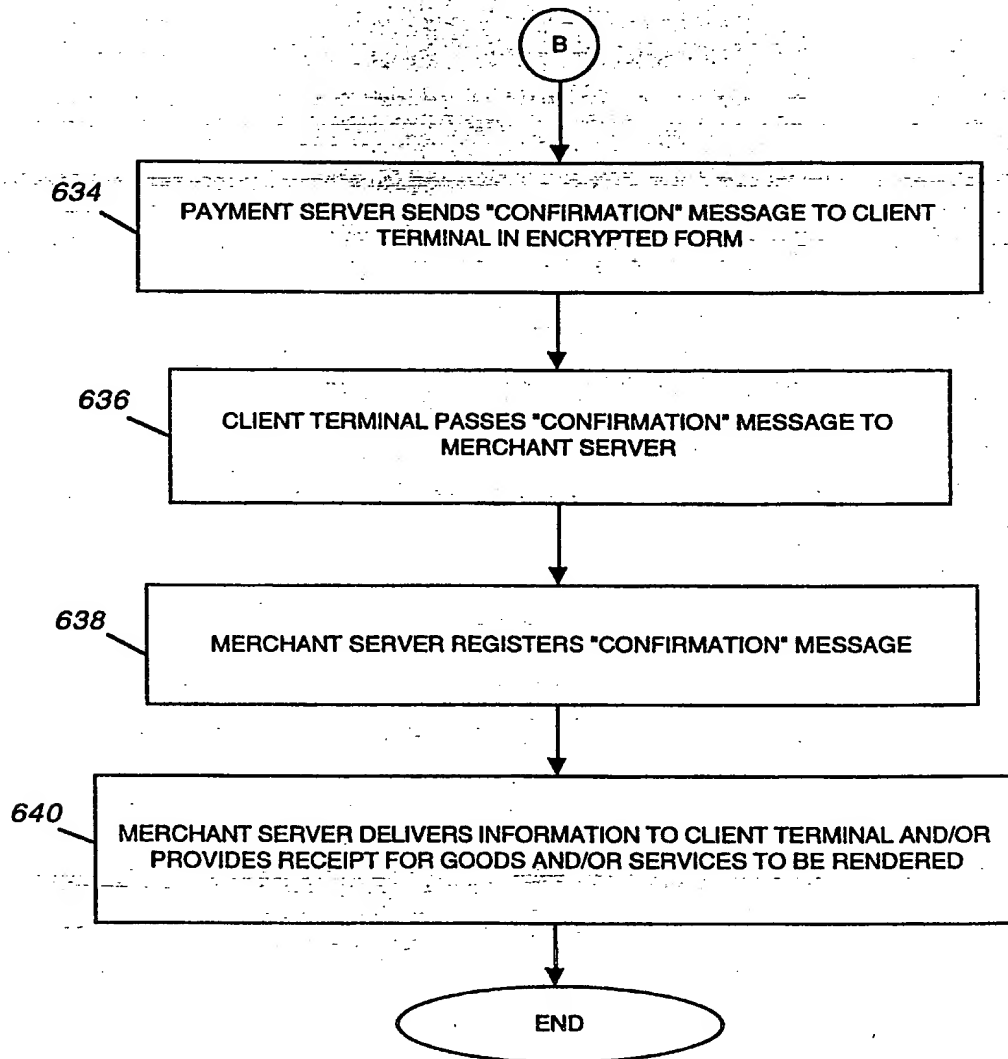 B
634
PAYMENT SERVER SENDS "CONFIRMATION" MESSAGE TO CLIENT
TERMINAL IN ENCRYPTED FORM
636
CLIENT TERMINAL PASSES "CONFIRMATION" MESSAGE TO
MERCHANT SERVER
638
MERCHANT SERVER REGISTERS "CONFIRMATION" MESSAGE
640
MERCHANT SERVER DELIVERS INFORMATION TO CLIENT TERMINAL AND/OR
PROVIDES RECEIPT FOR GOODS AND/OR SERVICES TO BE RENDERED
END